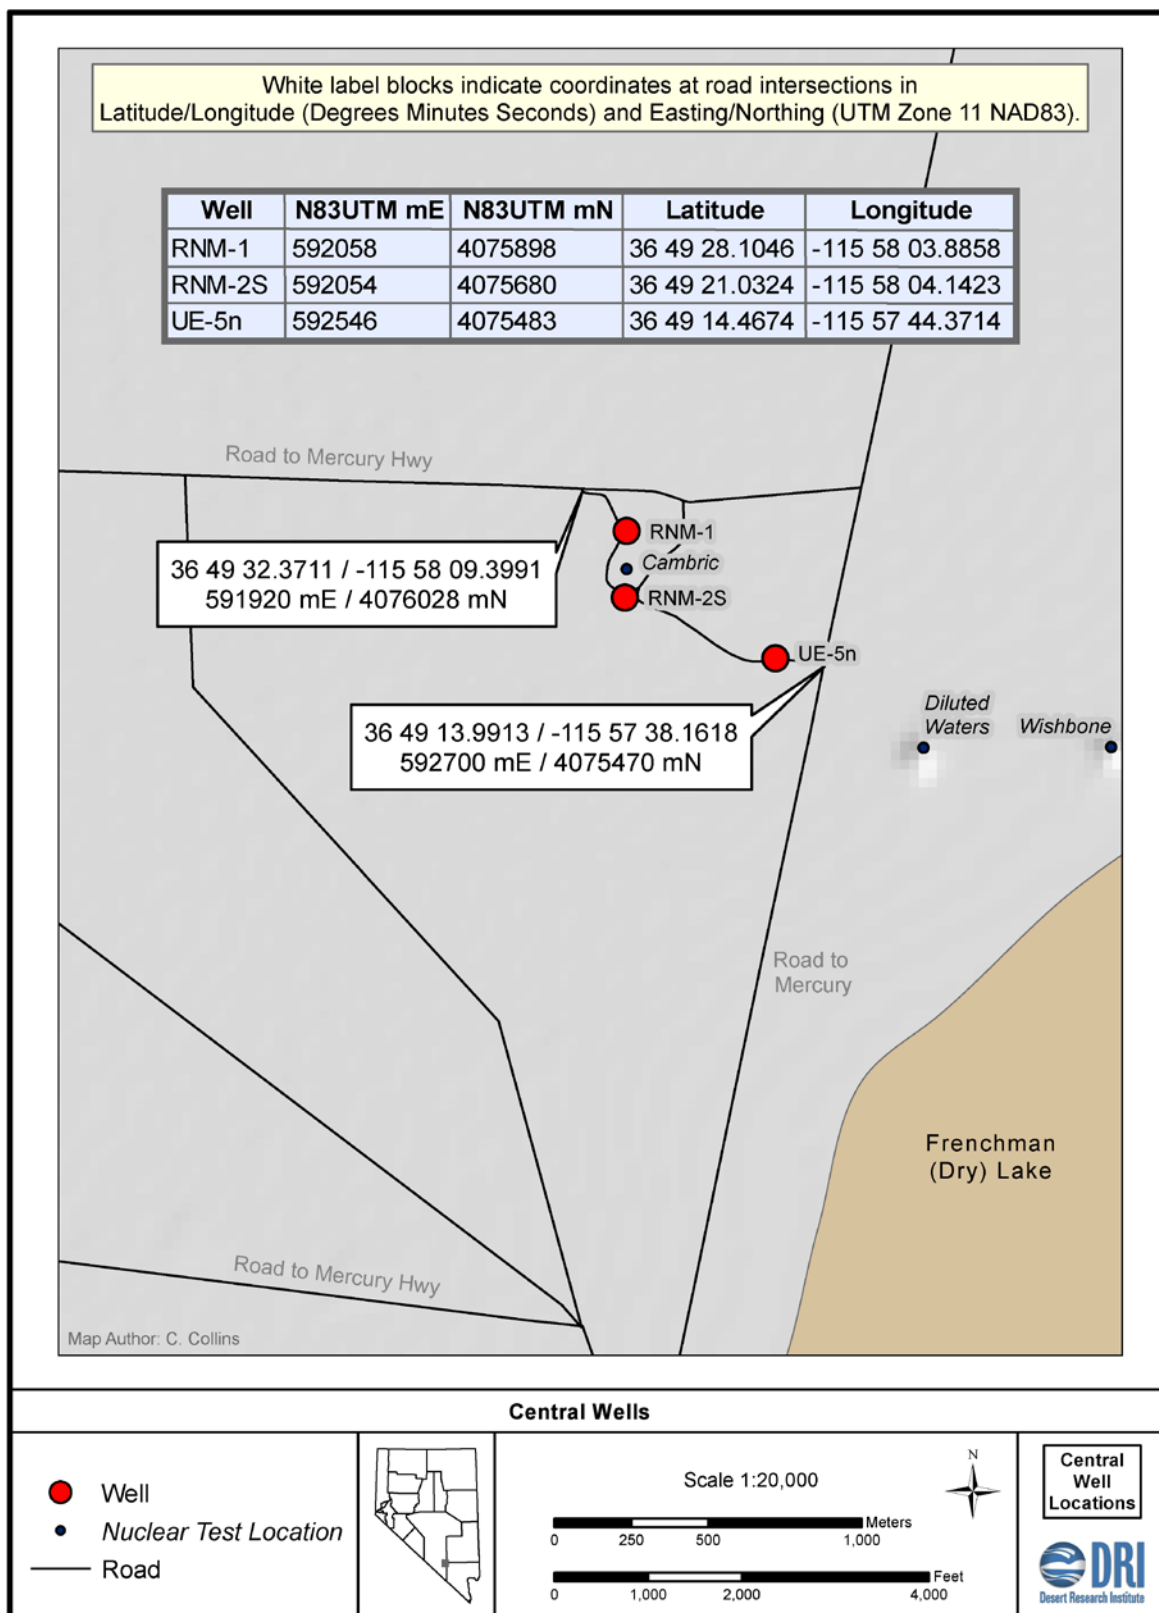 White label blocks indicate coordinates at road intersections in
Latitude/Longitude (Degrees Minutes Seconds) and Easting/Northing (UTM Zone 11 NAD83).
Well N83UTM mE N83UTM mN Latitude Longitude
RNM-1 592058 4075898 36 49 28.1046 -115 58 03.8858
RNM-2S 592054 4075680 36 49 21.0324 -115 58 04.1423
UE-5n 592546 4075483 36 49 14.4674 -115 57 44.3714
Road to Mercury Hwy
RNM-1
Cambric
36 49 32.3711 / -115 58 09.3991
591920 mE / 4076028 mN
RNM-2S
UE-5n
Diluted
Waters
Wishbone
36 49 13.9913 / -115 57 38.1618
592700 mE / 4075470 mN
Road to
Mercury
Frenchman
(Dry) Lake
Road to Mercury Hwy
Map Author: C. Collins
Central Wells
Well
Nuclear Test Location
Road
Scale 1:20,000
Meters
0 250 500 1,000
Feet
0 1,000 2,000 4,000
N
Central
Well
Locations
DRI
Desert Research Institute